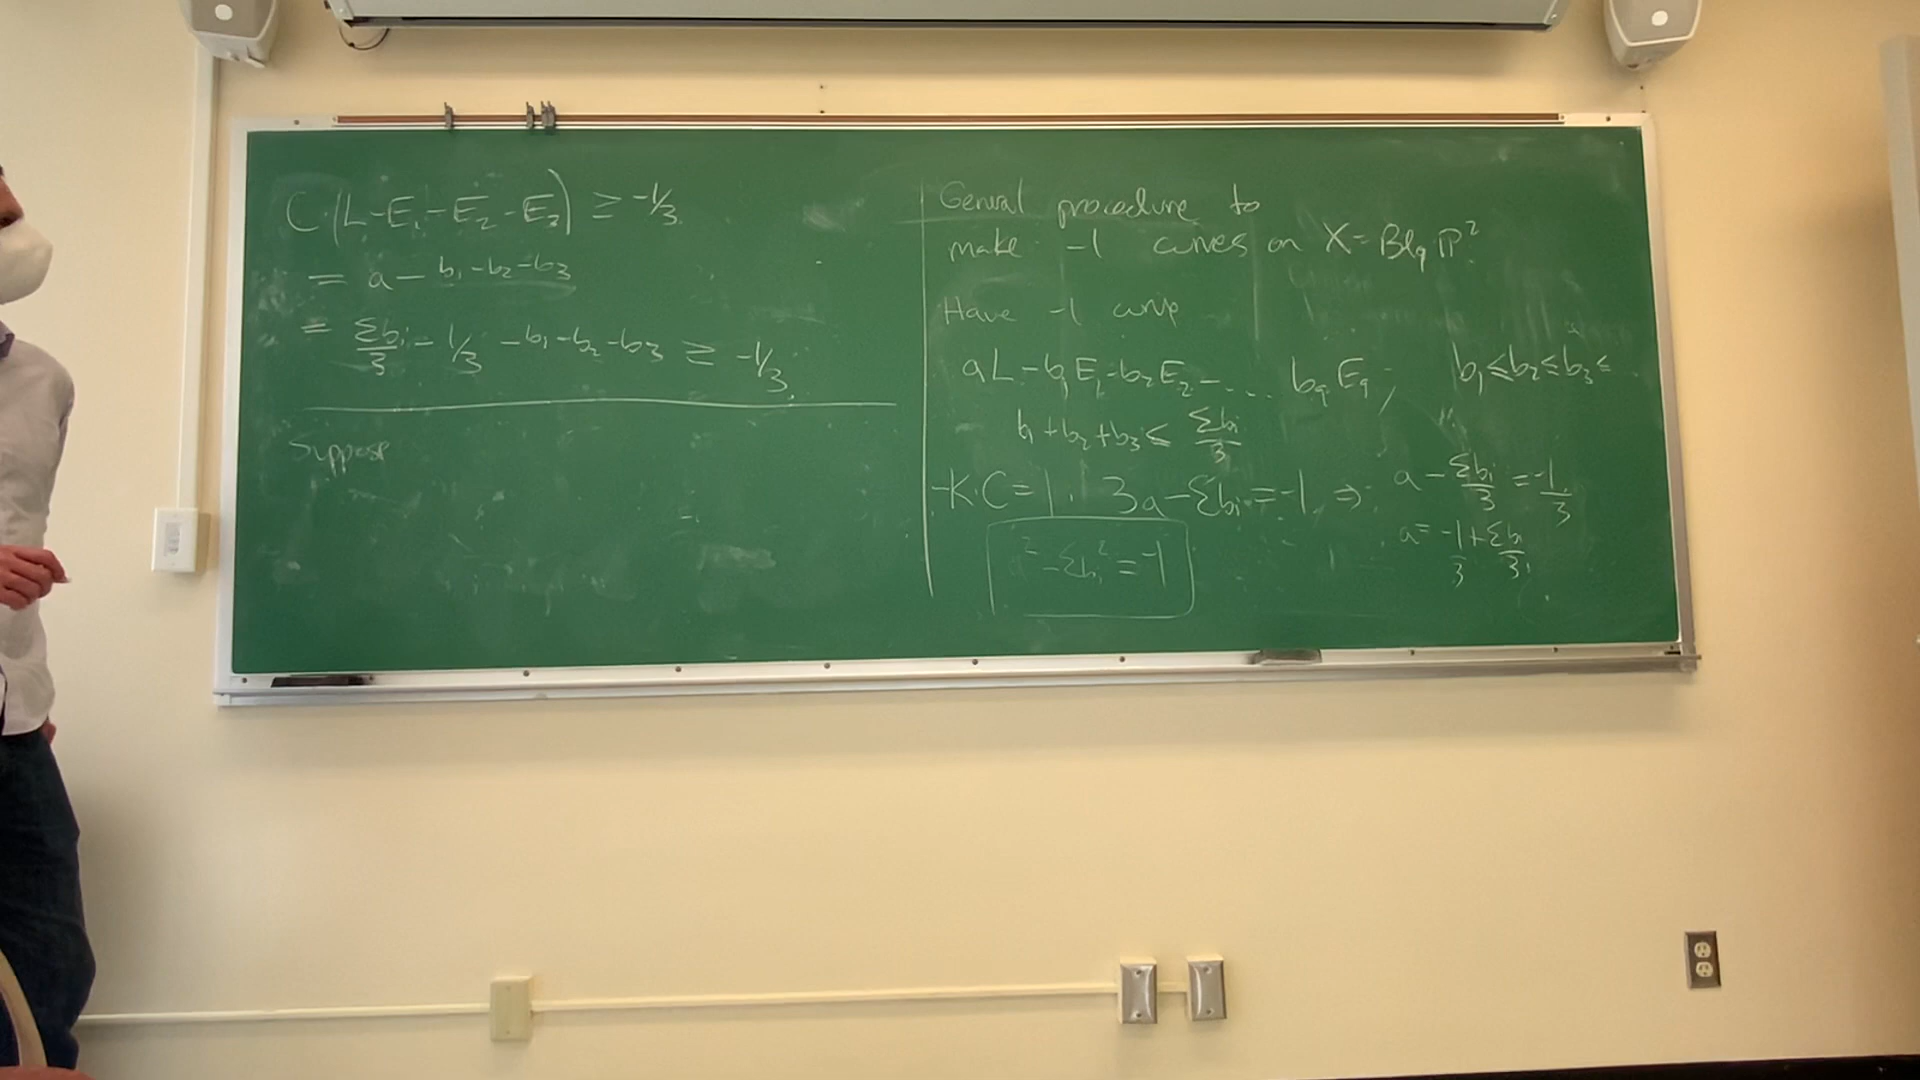 C·(L-E₁-E₂-E₃) ≥ -1/3
= a - b₁-b₂-b₃
= Σbᵢ/3 - 1/3 - b₁-b₂-b₃ ≥ -1/3
Suppose
General procedure to
make -1 curves on X = Bl₉ ℙ²
Have -1 curve
aL-b₁E₁-b₂E₂-... b₉E₉, b₁≤b₂≤b₃≤
b₁+b₂+b₃ ≤ Σbᵢ/3
-K·C=1. 3a-Σbᵢ=-1 ⇒ a - Σbᵢ/3 = -1/3
a = -1/3 + Σbᵢ/3
² - Σbᵢ² = -1